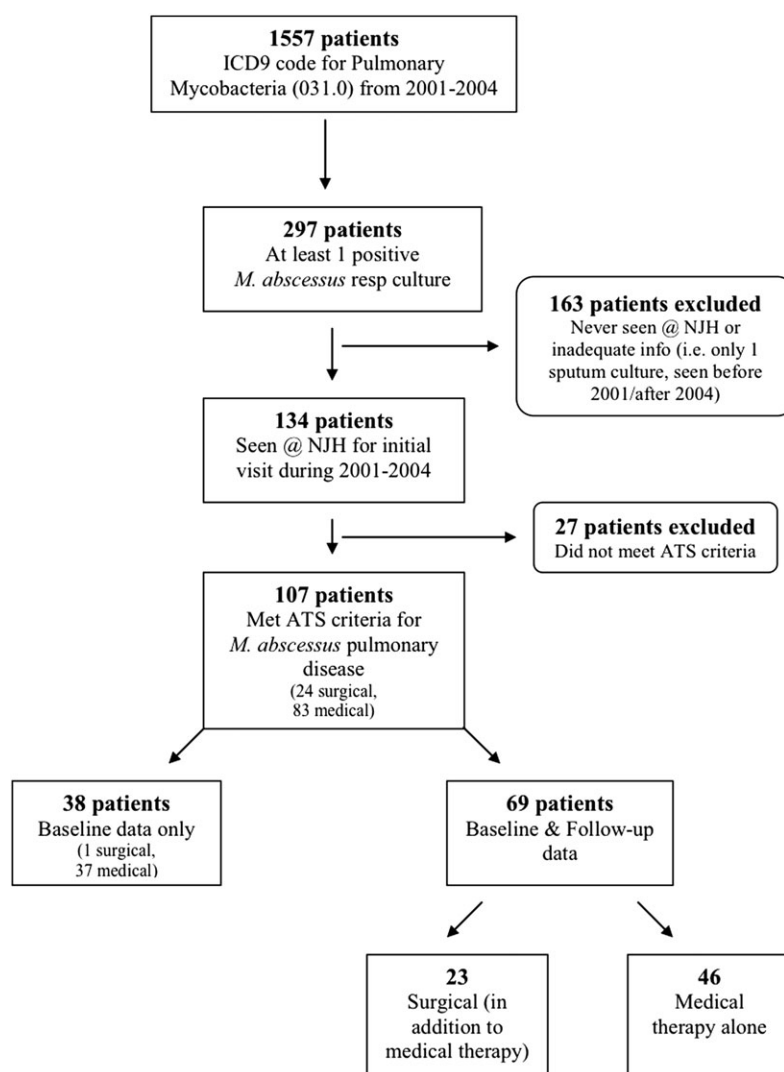 1557 patients
ICD9 code for Pulmonary
Mycobacteria (031.0) from 2001-2004
297 patients
At least 1 positive
M. abscessus resp culture
163 patients excluded
Never seen @ NJH or
inadequate info (i.e. only 1
sputum culture, seen before
2001/after 2004)
134 patients
Seen @ NJH for initial
visit during 2001-2004
27 patients excluded
Did not meet ATS criteria
107 patients
Met ATS criteria for
M. abscessus pulmonary
disease
(24 surgical,
83 medical)
38 patients
Baseline data only
(1 surgical,
37 medical)
69 patients
Baseline & Follow-up
data
23
Surgical (in
addition to
medical therapy)
46
Medical
therapy alone